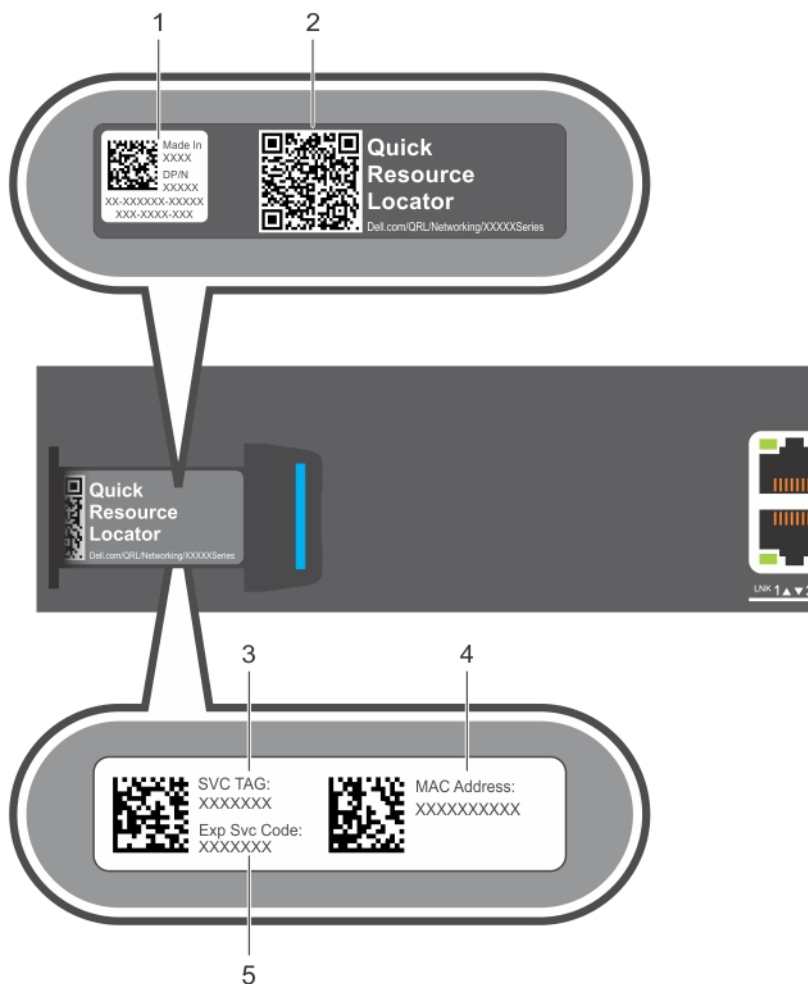 1
2
Made In
XXXX
DP/N
XXXXX
XX-XXXXXX-XXXXX
XXX-XXXX-XXX
Quick
Resource
Locator
Dell.com/QRL/Networking/XXXXXSeries
Quick
Resource
Locator
Dell.com/QRL/Networking/XXXXXSeries
LNK 1▲▼2
3
4
SVC TAG:
XXXXXXX
Exp Svc Code:
XXXXXXX
MAC Address:
XXXXXXXXXX
5